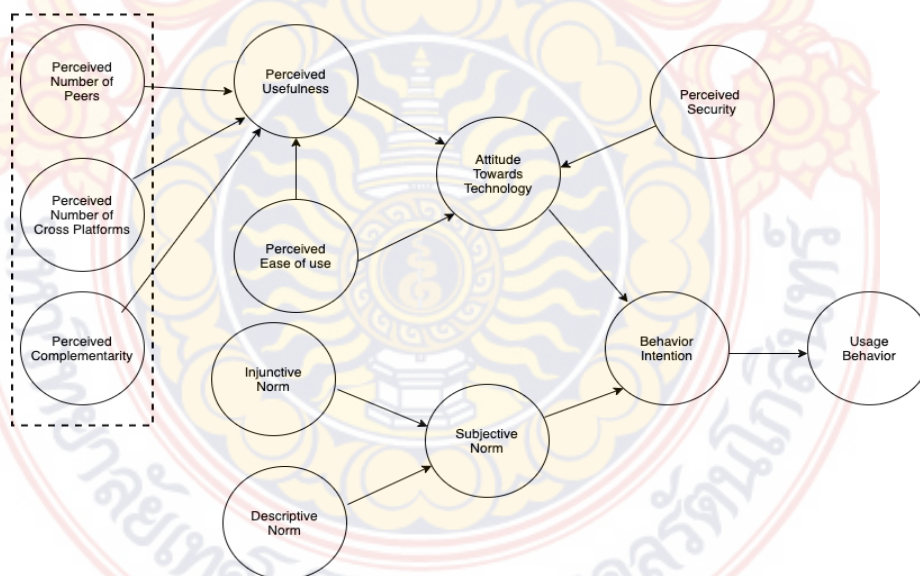 Perceived
Number of
Peers
Perceived
Usefulness
Perceived
Security
Attitude
Towards
Technology
Perceived
Number of
Cross Platforms
Perceived
Ease of use
Perceived
Complementarity
Behavior
Intention
Usage
Behavior
Injunctive
Norm
Subjective
Norm
Descriptive
Norm